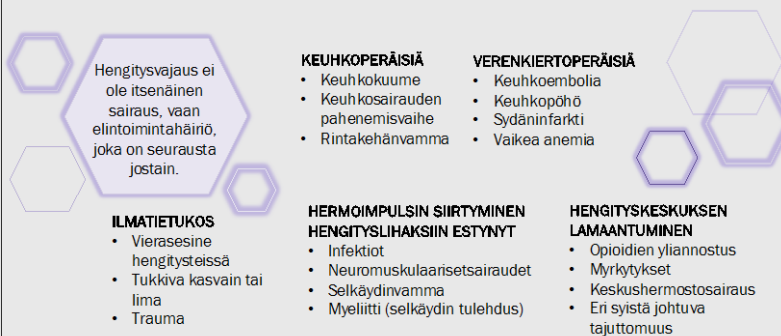 Hengitysvajaus ei
ole itsenäinen
sairaus, vaan
elintoimintahäiriö,
joka on seurausta
jostain.
KEUHKOPERÄISIÄ
• Keuhkokuume
• Keuhkosairauden
pahenemisvaihe
• Rintakehänvamma
VERENKIERTOPERÄISIÄ
• Keuhkoembolia
• Keuhkopöhö
• Sydäninfarkti
• Vaikea anemia
ILMATIETUKOS
• Vierasesine
hengitysteissä
• Tukkiva kasvain tai
lima
• Trauma
HERMOIMPULSIN SIIRTYMINEN
HENGITYSLIHAKSIIN ESTYNYT
• Infektiot
• Neuromuskulaarisetsairaudet
• Selkäydinvamma
• Myeliitti (selkäydin tulehdus)
HENGITYSKESKUKSEN
LAMAANTUMINEN
• Opioidien yliannostus
• Myrkytykset
• Keskushermostosairaus
• Eri syistä johtuva
tajuttomuus